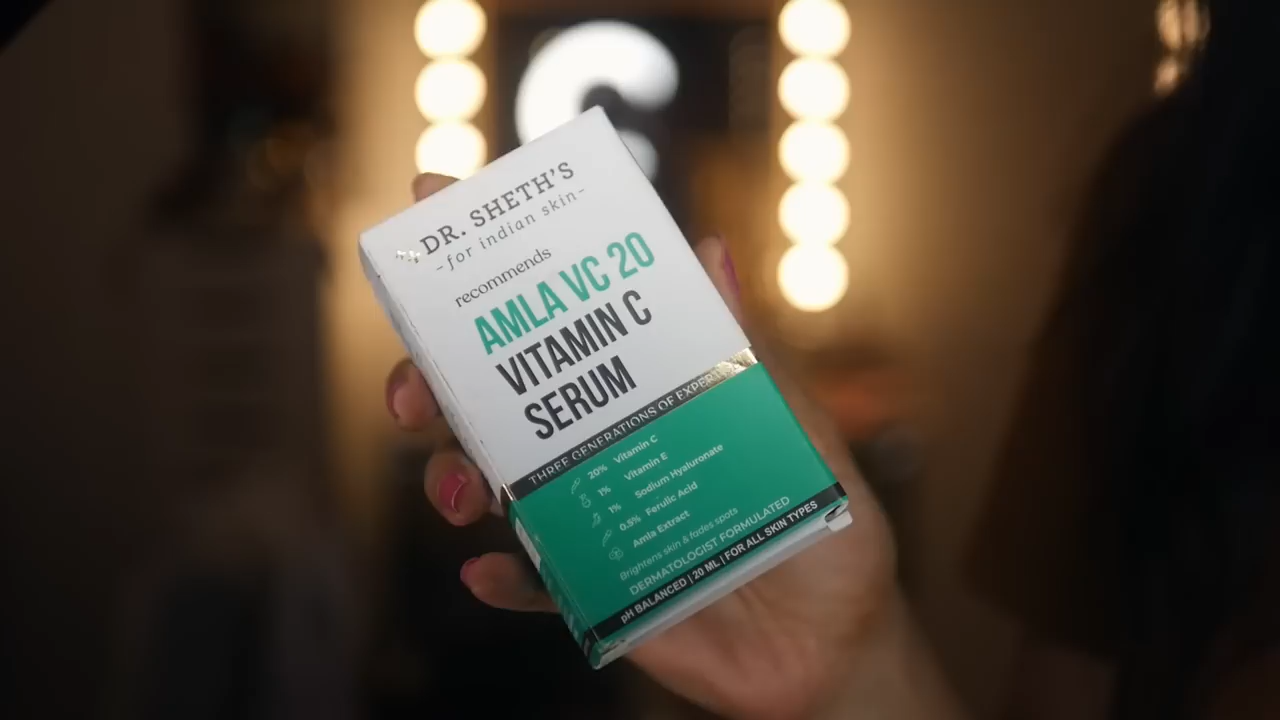 DR. SHETH'S
-for indian skin-
recommends
AMLA VC 20
VITAMIN C
SERUM
THREE GENERATIONS OF EXPERT
20% Vitamin C
1% Vitamin E
1% Sodium Hyaluronate
0.5% Ferulic Acid
Amla Extract
Brightens skin & fades spots
DERMATOLOGIST FORMULATED
pH BALANCED | 20 ML | FOR ALL SKIN TYPES